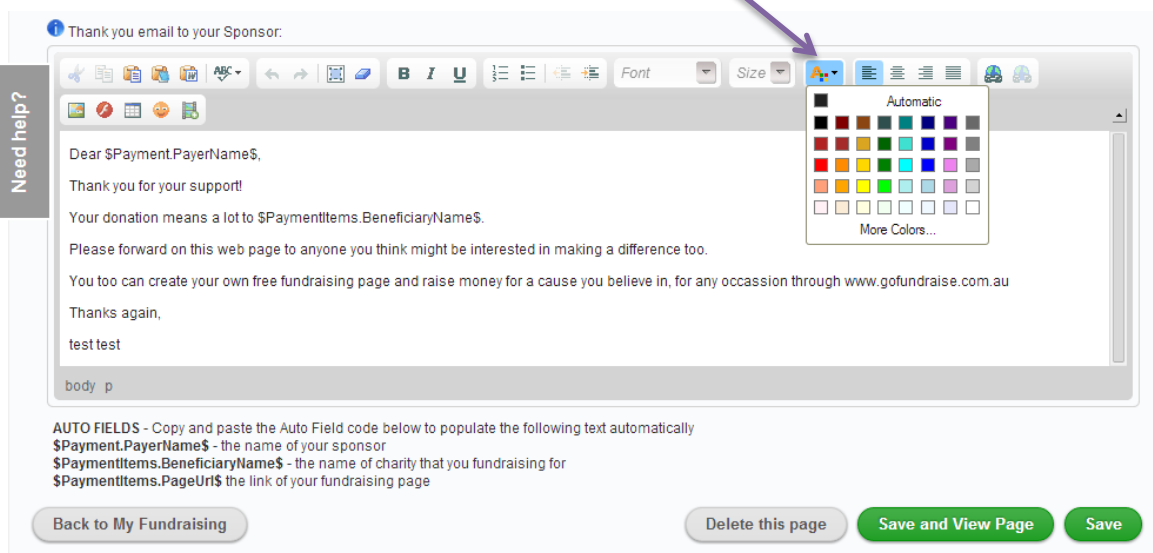 Thank you email to your Sponsor:
ABC
B I U
Font
Size
A
Automatic
More Colors...
Need help?
Dear $Payment.PayerName$,
Thank you for your support!
Your donation means a lot to $PaymentItems.BeneficiaryName$.
Please forward on this web page to anyone you think might be interested in making a difference too.
You too can create your own free fundraising page and raise money for a cause you believe in, for any occassion through www.gofundraise.com.au
Thanks again,
test test
body p
AUTO FIELDS - Copy and paste the Auto Field code below to populate the following text automatically
$Payment.PayerName$ - the name of your sponsor
$PaymentItems.BeneficiaryName$ - the name of charity that you fundraising for
$PaymentItems.PageUrl$ the link of your fundraising page
Back to My Fundraising
Delete this page
Save and View Page
Save